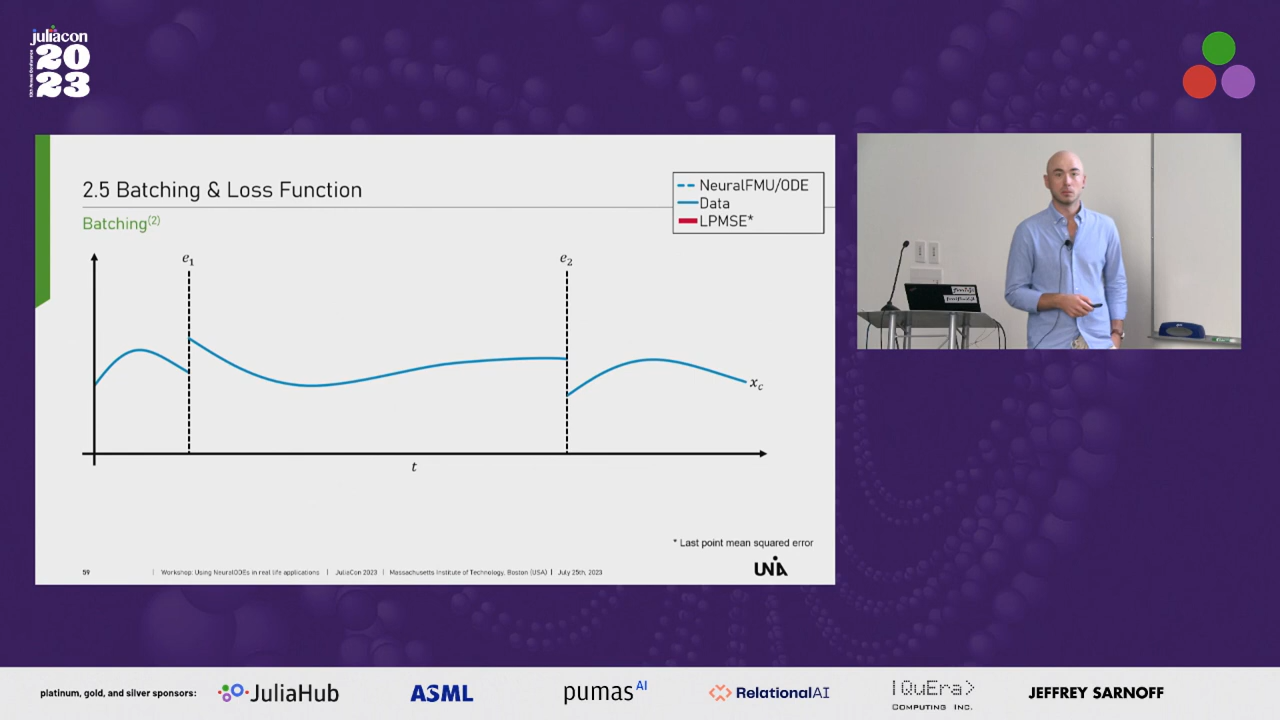 juliacon
2023
2.5 Batching & Loss Function
Batching(2)
NeuralFMU/ODE
Data
LPMSE*
e1
e2
xc
t
* Last point mean squared error
59 | Workshop: Using NeuralODEs in real life applications | JuliaCon 2023 | Massachusetts Institute of Technology, Boston (USA) | July 25th, 2023
UNIA
platinum, gold, and silver sponsors:
JuliaHub
ASML
pumasAI
RelationalAI
|QuEra>
COMPUTING INC.
JEFFREY SARNOFF